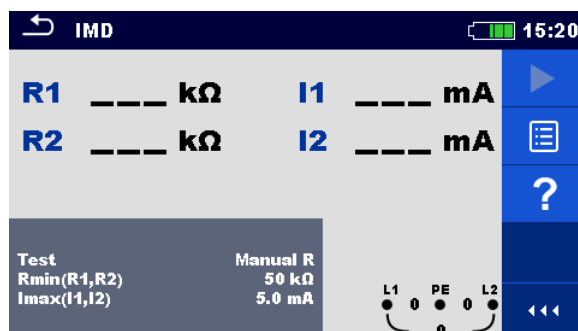 IMD 15:20
R1 ___ kΩ I1 ___ mA
R2 ___ kΩ I2 ___ mA
?
Test Manual R
Rmin(R1,R2) 50 kΩ
Imax(I1,I2) 5.0 mA
L1 PE L2
0 0
0